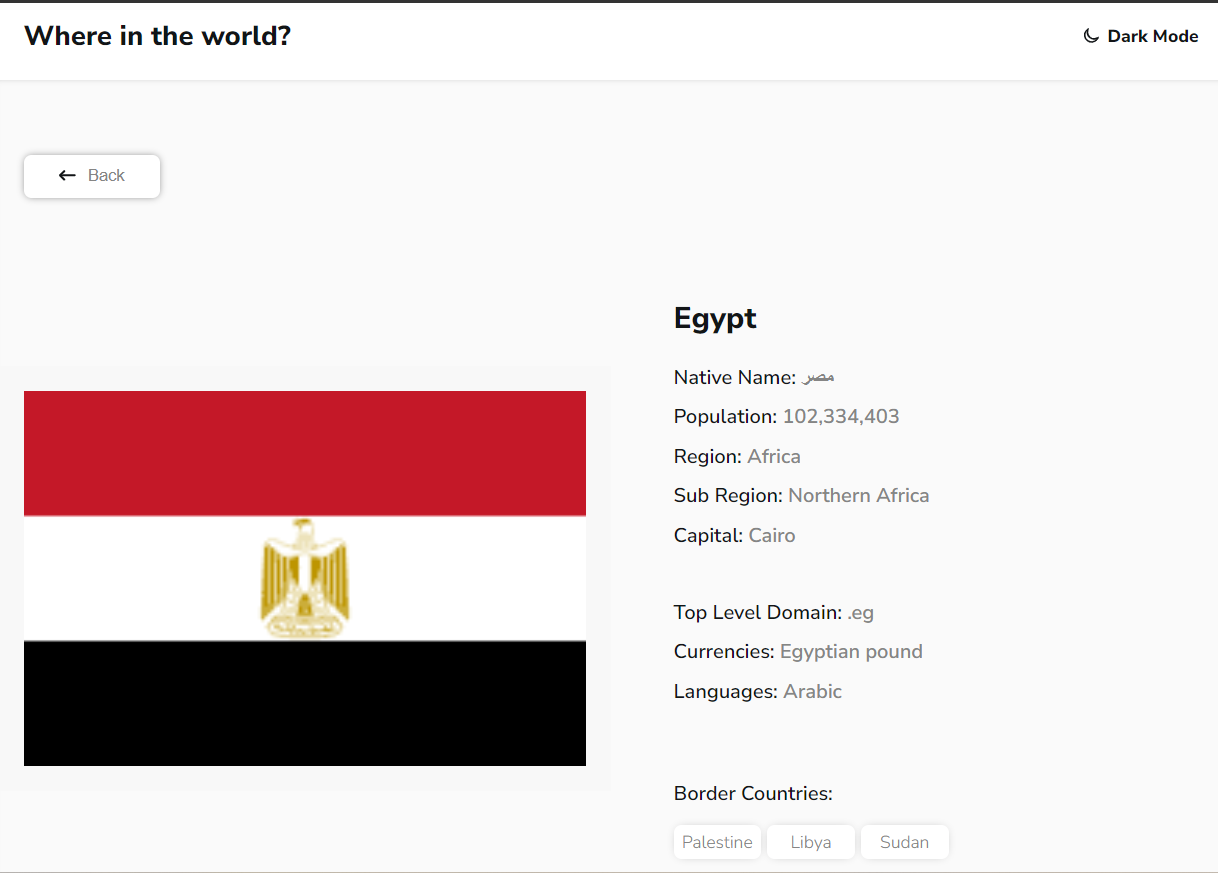 Where in the world?
Dark Mode
Back
Egypt
Native Name: مصر
Population: 102,334,403
Region: Africa
Sub Region: Northern Africa
Capital: Cairo
Top Level Domain: .eg
Currencies: Egyptian pound
Languages: Arabic
Border Countries:
Palestine Libya Sudan